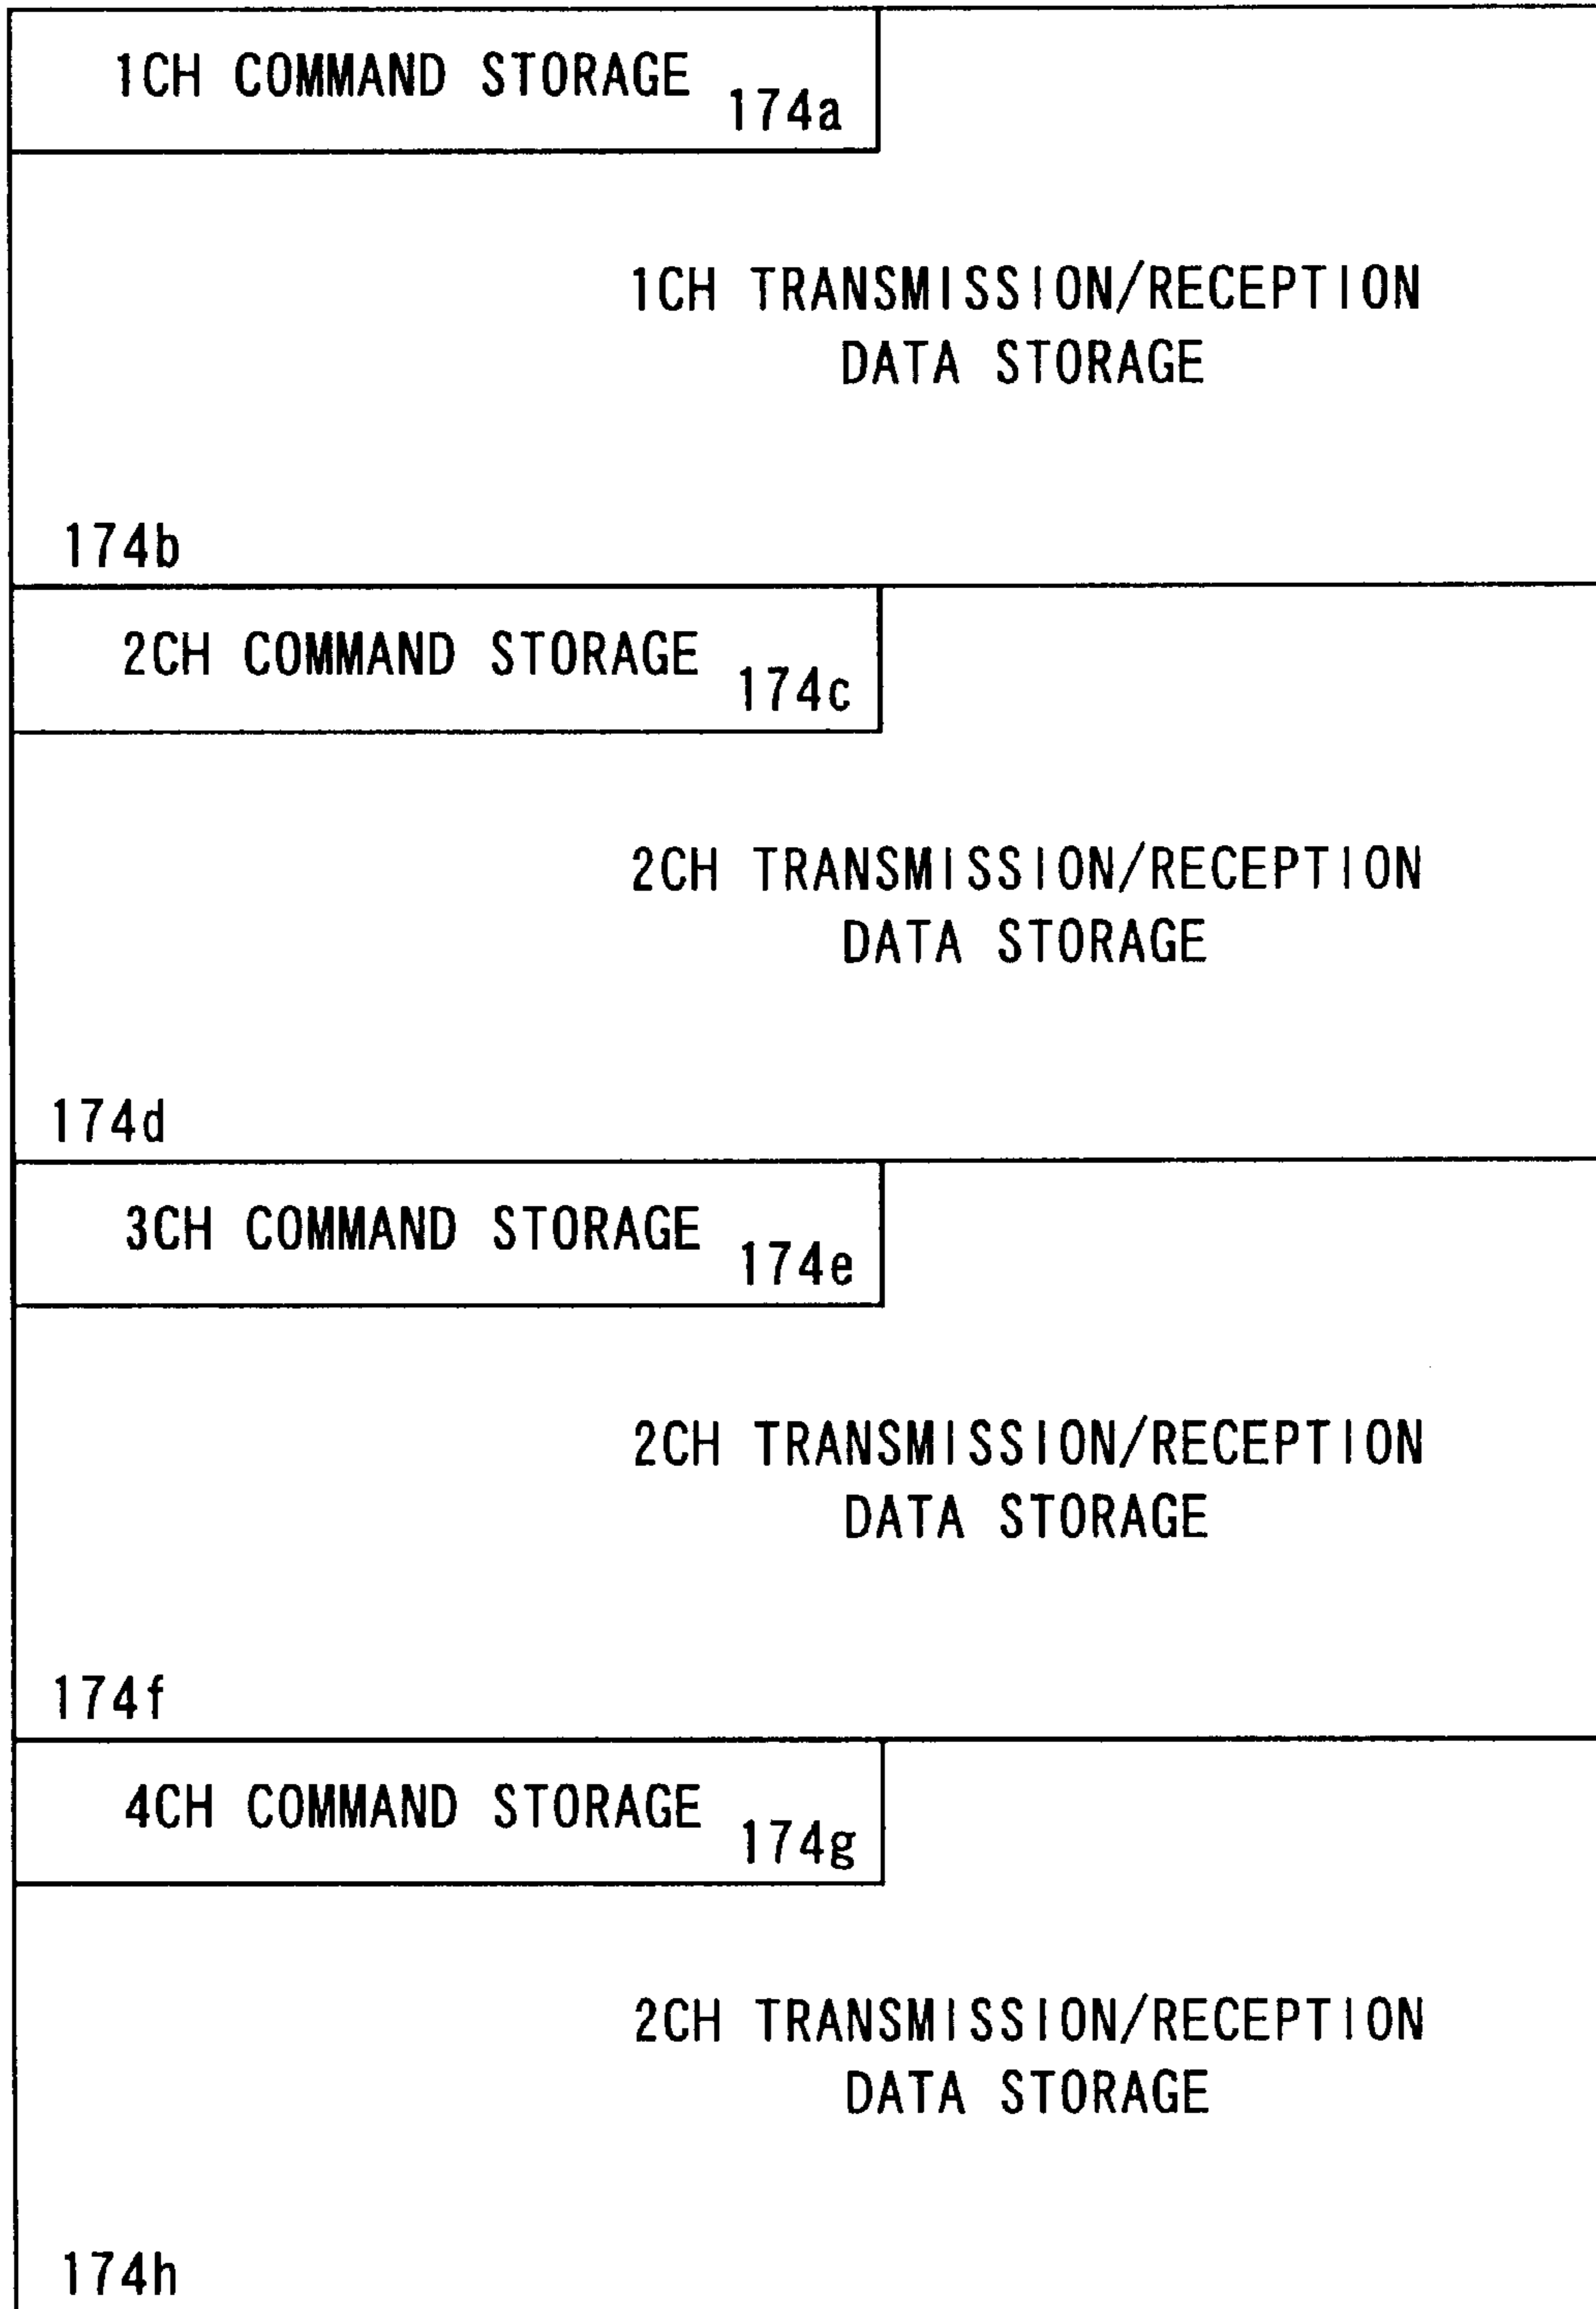 1CH COMMAND STORAGE 174a
1CH TRANSMISSION/RECEPTION
DATA STORAGE
174b
2CH COMMAND STORAGE 174c
2CH TRANSMISSION/RECEPTION
DATA STORAGE
174d
3CH COMMAND STORAGE 174e
2CH TRANSMISSION/RECEPTION
DATA STORAGE
174f
4CH COMMAND STORAGE 174g
2CH TRANSMISSION/RECEPTION
DATA STORAGE
174h